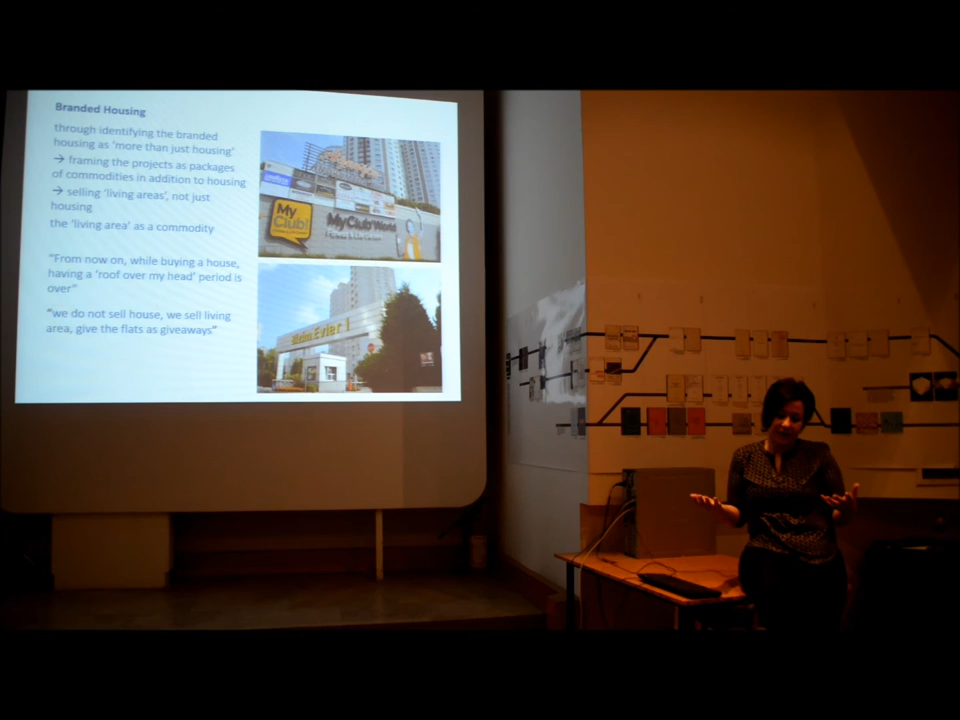 Branded Housing
through identifying the branded
housing as 'more than just housing'
→ framing the projects as packages
of commodities in addition to housing
→ selling 'living areas', not just
housing
the 'living area' as a commodity
"From now on, while buying a house,
having a 'roof over my head' period is
over"
"we do not sell house, we sell living
area, give the flats as giveaways"
My
Club!
MyClubWorld
Evler 1